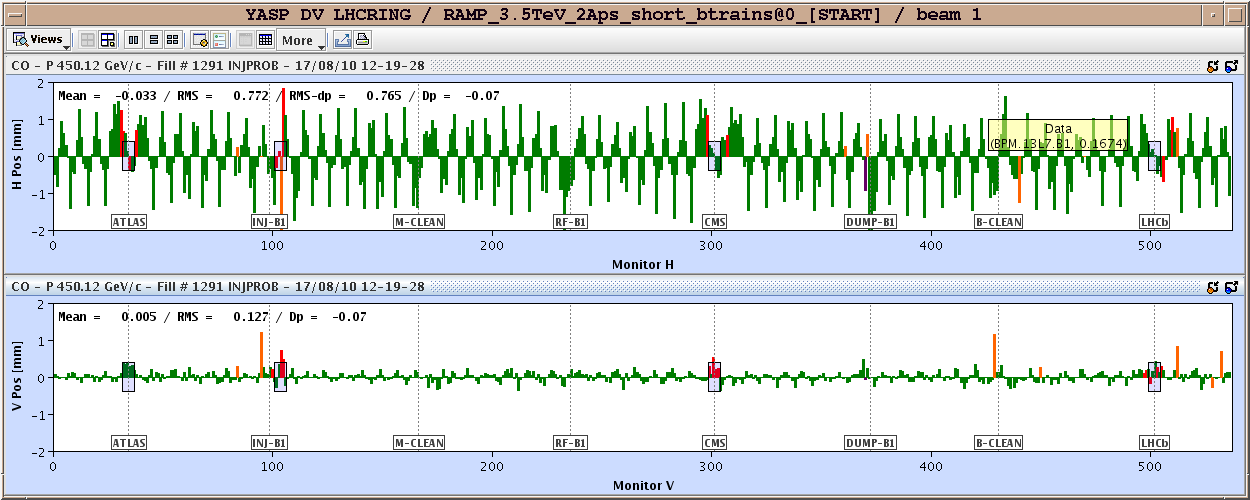 YASP DV LHCRING / RAMP_3.5TeV_2Aps_short_btrains@0_[START] / beam 1
Views More
CO - P 450.12 GeV/c - Fill # 1291 INJPROB - 17/08/10 12-19-28
Mean = -0.033 / RMS = 0.772 / RMS-dp = 0.765 / Dp = -0.07
H Pos [mm]
2
1
0
-1
-2
Data
(BPM.13L7.B1, 0.1674)
ATLAS INJ-B1 M-CLEAN RF-B1 CMS DUMP-B1 B-CLEAN LHCb
0 100 200 300 400 500
Monitor H
CO - P 450.12 GeV/c - Fill # 1291 INJPROB - 17/08/10 12-19-28
Mean = 0.005 / RMS = 0.127 / Dp = -0.07
V Pos [mm]
2
1
0
-1
-2
ATLAS INJ-B1 M-CLEAN RF-B1 CMS DUMP-B1 B-CLEAN LHCb
0 100 200 300 400 500
Monitor V